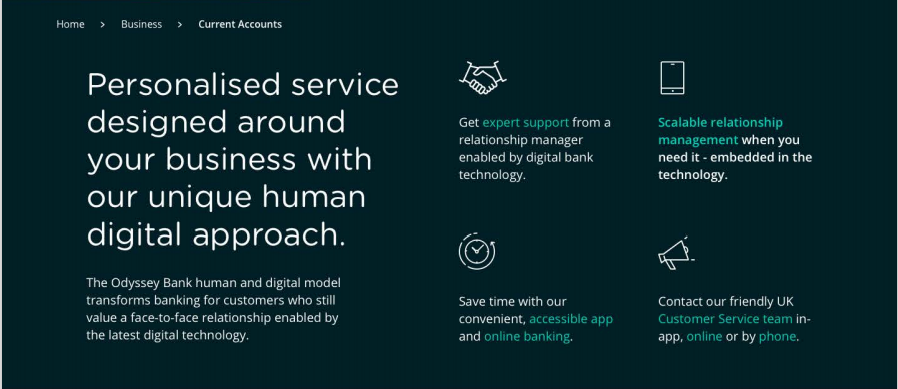 Home > Business > Current Accounts
Personalised service
designed around
your business with
our unique human
digital approach.
The Odyssey Bank human and digital model
transforms banking for customers who still
value a face-to-face relationship enabled by
the latest digital technology.
Get expert support from a
relationship manager
enabled by digital bank
technology.
Scalable relationship
management when you
need it - embedded in the
technology.
Save time with our
convenient, accessible app
and online banking.
Contact our friendly UK
Customer Service team in-
app, online or by phone.